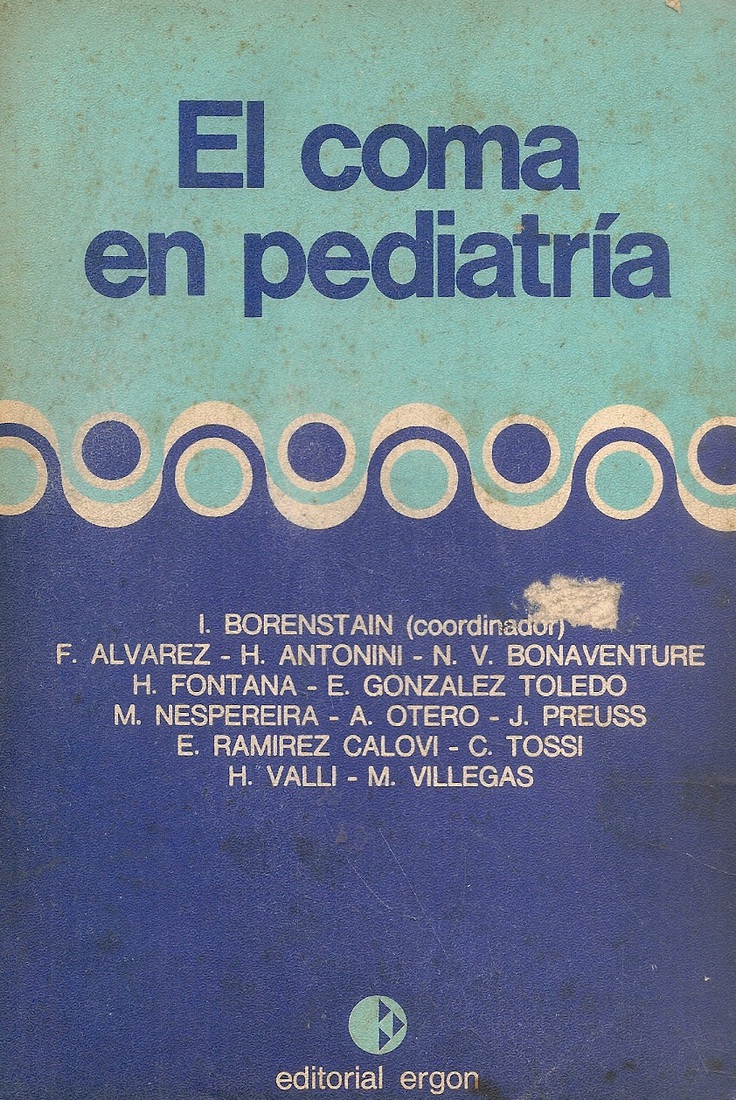 El coma
en pediatría
I. BORENSTAIN (coordinador)
F. ALVAREZ - H. ANTONINI - N. V. BONAVENTURE
H. FONTANA - E. GONZALEZ TOLEDO
M. NESPEREIRA - A. OTERO - J. PREUSS
E. RAMIREZ CALOVI - C. TOSSI
H. VALLI - M. VILLEGAS
editorial ergon